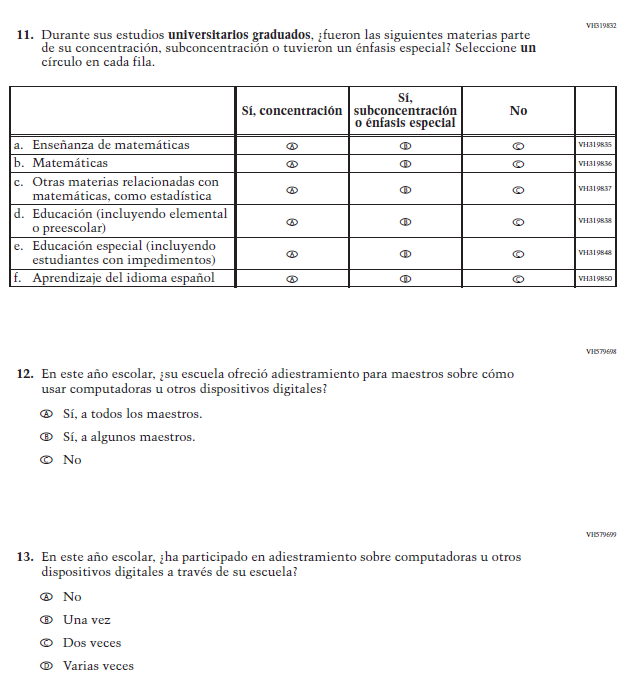 VH319832
11. Durante sus estudios universitarios graduados, ¿fueron las siguientes materias parte
de su concentración, subconcentración o tuvieron un énfasis especial? Seleccione un
círculo en cada fila.
Sí, concentración
Sí,
subconcentración
o énfasis especial
No
a. Enseñanza de matemáticas A B C VH319835
b. Matemáticas A B C VH319836
c. Otras materias relacionadas con
matemáticas, como estadística A B C VH319837
d. Educación (incluyendo elemental
o preescolar) A B C VH319838
e. Educación especial (incluyendo
estudiantes con impedimentos) A B C VH319848
f. Aprendizaje del idioma español A B C VH319850
VH579698
12. En este año escolar, ¿su escuela ofreció adiestramiento para maestros sobre cómo
usar computadoras u otros dispositivos digitales?
A Sí, a todos los maestros.
B Sí, a algunos maestros.
C No
VH579699
13. En este año escolar, ¿ha participado en adiestramiento sobre computadoras u otros
dispositivos digitales a través de su escuela?
A No
B Una vez
C Dos veces
D Varias veces